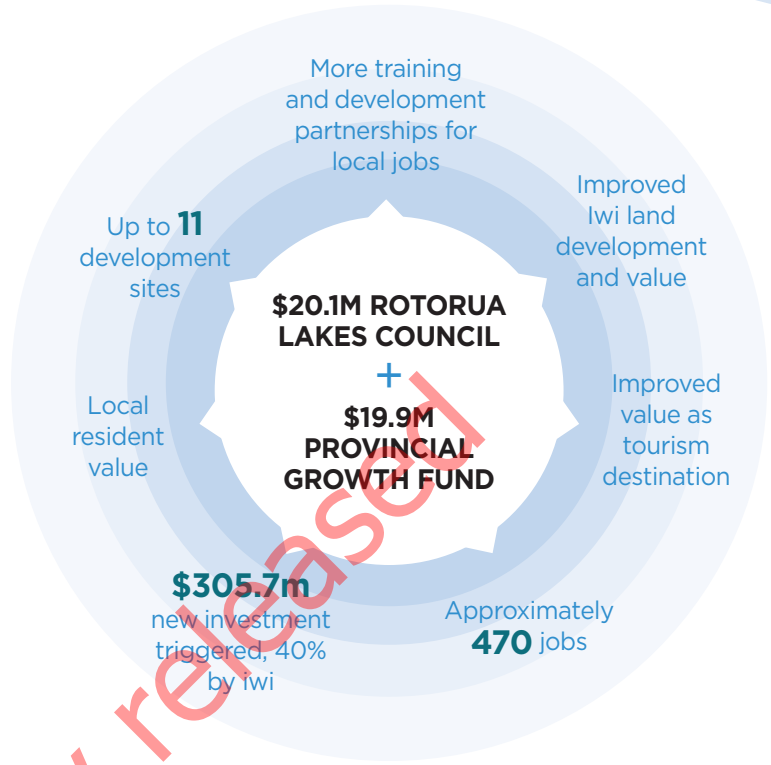 More training
and development
partnerships for
local jobs
Improved
Iwi land
development
and value
Up to 11
development
sites
$20.1M ROTORUA
LAKES COUNCIL
+
$19.9M
PROVINCIAL
GROWTH FUND
Local
resident
value
Improved
value as
tourism
destination
$305.7m
new investment
triggered, 40%
by iwi
Approximately
470 jobs
released